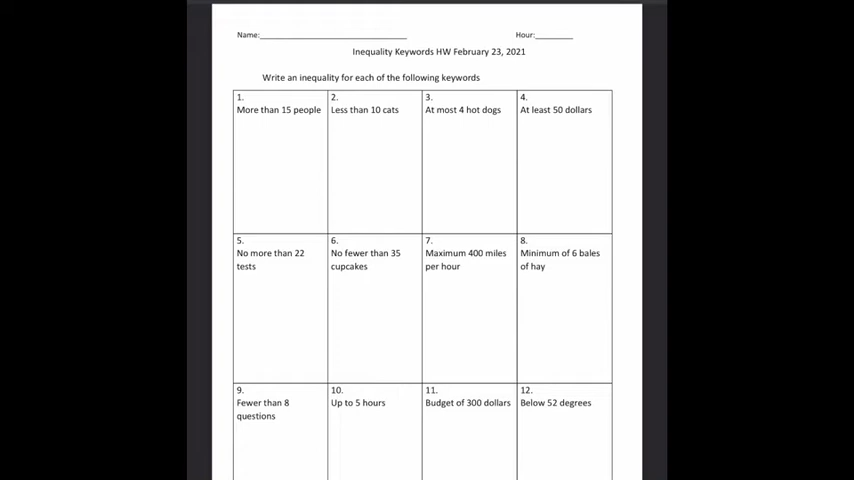 Name:_________________________________ Hour:_________
Inequality Keywords HW February 23, 2021
Write an inequality for each of the following keywords
1.
More than 15 people
2.
Less than 10 cats
3.
At most 4 hot dogs
4.
At least 50 dollars
5.
No more than 22
tests
6.
No fewer than 35
cupcakes
7.
Maximum 400 miles
per hour
8.
Minimum of 6 bales
of hay
9.
Fewer than 8
questions
10.
Up to 5 hours
11.
Budget of 300 dollars
12.
Below 52 degrees